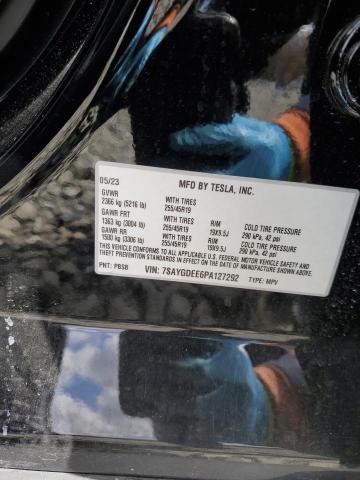 05/23 MFD BY TESLA, INC.
GVWR WITH TIRES
2366 kg (5216 lb) 255/45R19
GAWR FRT WITH TIRES RIM COLD TIRE PRESSURE
1363 kg (3004 lb) 255/45R19 19X9.5J 290 kPa, 42 psi
GAWR RR WITH TIRES RIM COLD TIRE PRESSURE
1500 kg (3306 lb) 255/45R19 19X9.5J 290 kPa, 42 psi
THIS VEHICLE CONFORMS TO ALL APPLICABLE
U.S. FEDERAL MOTOR VEHICLE SAFETY AND
THEFT PREVENTION STANDARDS IN EFFECT ON THE
DATE OF MANUFACTURE SHOWN ABOVE.
PNT: PBSB VIN: 7SAYGDEE6PA127292 TYPE: MPV